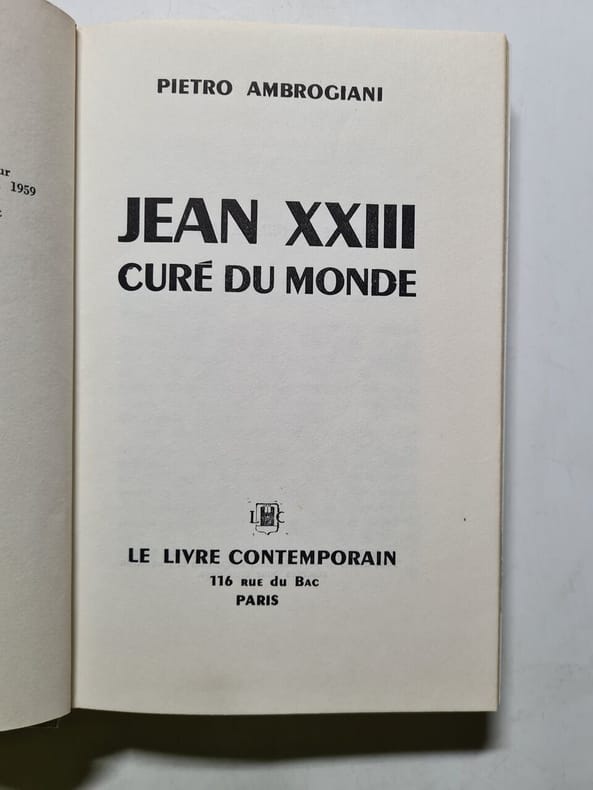 1959
PIETRO AMBROGIANI
JEAN XXIII
CURÉ DU MONDE
L C
LE LIVRE CONTEMPORAIN
116 RUE DU BAC
PARIS